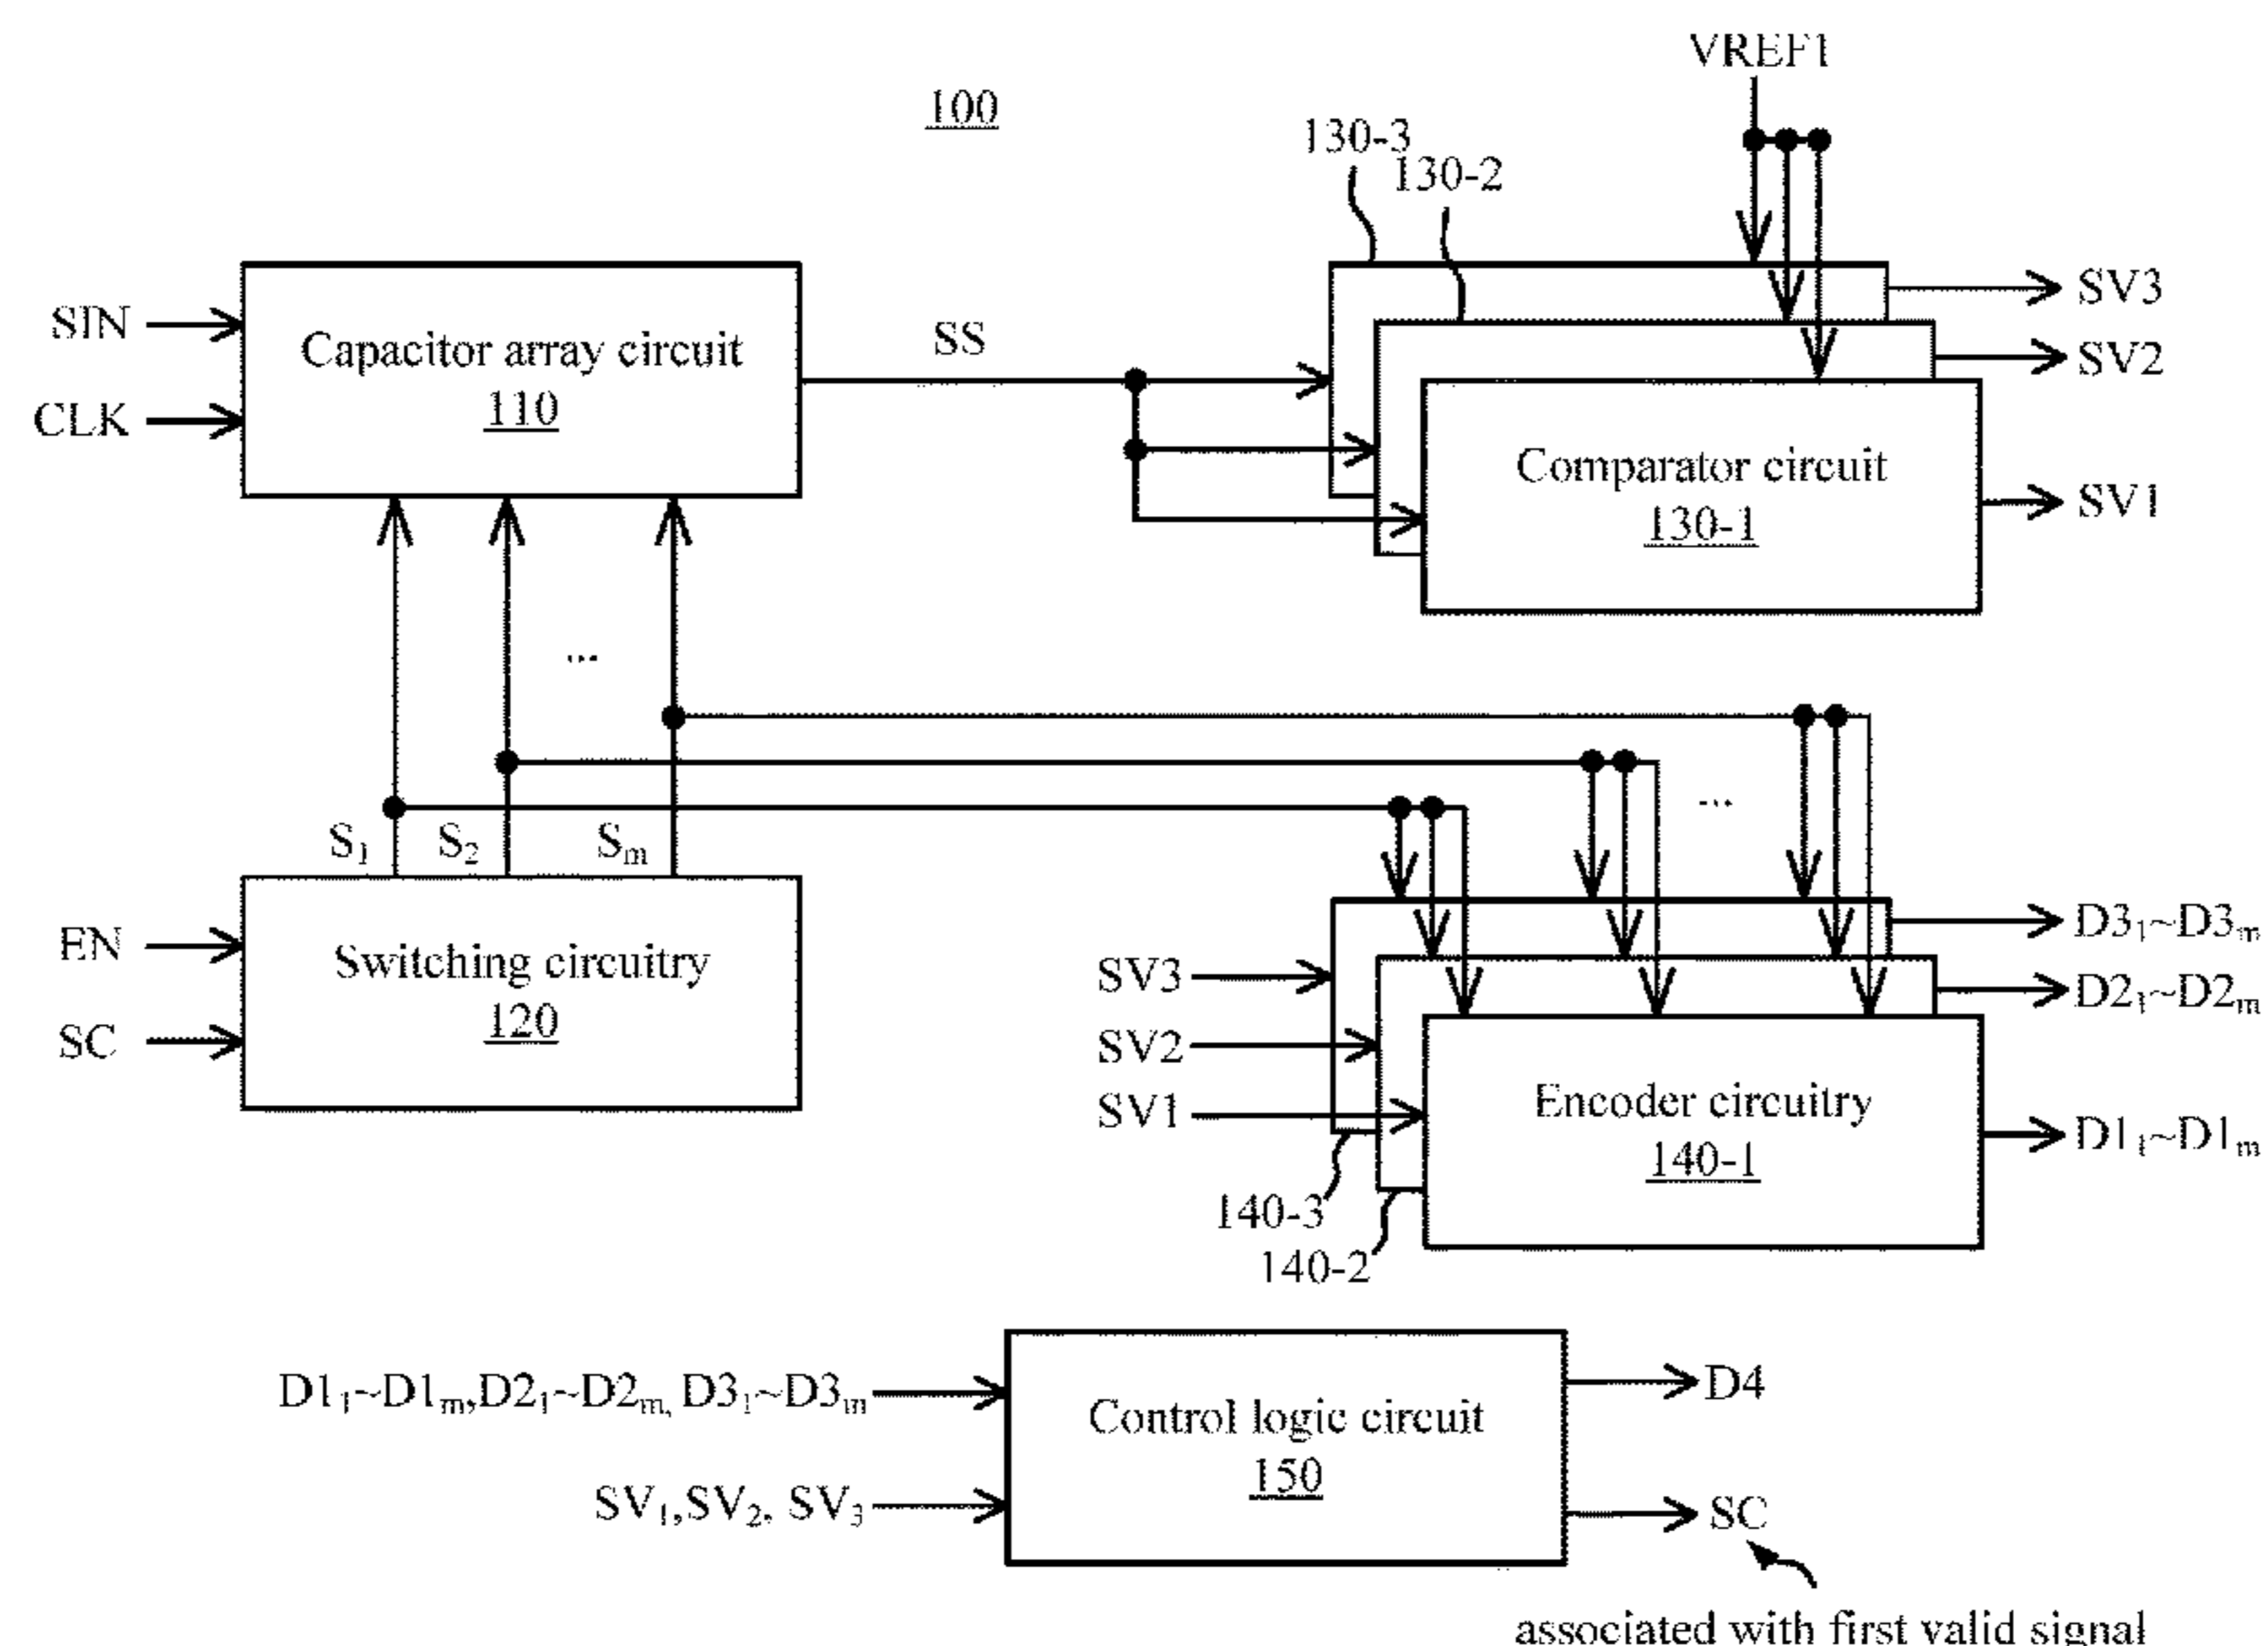 VREF1
100
130-3
130-2
SIN
CLK
Capacitor array circuit
110
SS
SV3
SV2
Comparator circuit
130-1
SV1
...
S1
S2
Sm
...
EN
SC
Switching circuitry
120
SV3
SV2
SV1
Encoder circuitry
140-1
D31~D3m
D21~D2m
D11~D1m
140-3
140-2
D11~D1m,D21~D2m, D31~D3m
SV1,SV2, SV3
Control logic circuit
150
D4
SC
associated with first valid signal